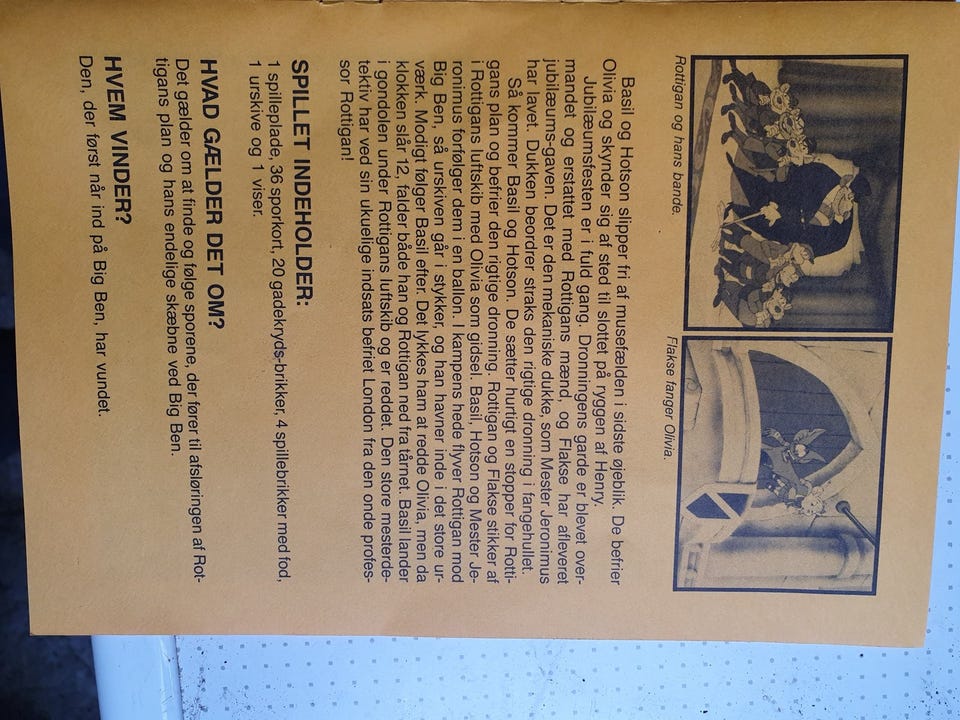 Rottigan og hans bande.
Flakse fanger Olivia.
Basil og Hotson slipper fri af musefælden i sidste øjeblik. De befrier
Olivia og skynder sig af sted til slottet på ryggen af Henry.
Jubilæumsfesten er i fuld gang. Dronningens garde er blevet over-
mandet og erstattet med Rottigans mænd, og Flakse har afleveret
jubilæums-gaven. Det er den mekaniske dukke, som Mester Jeronimus
har lavet. Dukken beordrer straks den rigtige dronning i fangehullet.
Så kommer Basil og Hotson. De sætter hurtigt en stopper for Rotti-
gans plan og befrier den rigtige dronning. Rottigan og Flakse stikker af
i Rottigans luftskib med Olivia som gidsel. Basil, Hotson og Mester Je-
ronimus forfølger dem i en ballon. I kampens hede flyver Rottigan mod
Big Ben, så urskiven går i stykker, og han havner inde i det store ur-
værk. Modigt følger Basil efter. Det lykkes ham at redde Olivia, men da
klokken slår 12, falder både han og Rottigan ned fra tårnet. Basil lander
i gondolen under Rottigans luftskib og er reddet. Den store mesterde-
tektiv har ved sin ukuelige indsats befriet London fra den onde profes-
sor Rottigan!
SPILLET INDEHOLDER:
1 spilleplade, 36 sporkort, 20 gadekryds-brikker, 4 spillebrikker med fod,
1 urskive og 1 viser.
HVAD GÆLDER DET OM?
Det gælder om at finde og følge sporene, der fører til afsløringen af Rot-
tigans plan og hans endelige skæbne ved Big Ben.
HVEM VINDER?
Den, der først når ind på Big Ben, har vundet.